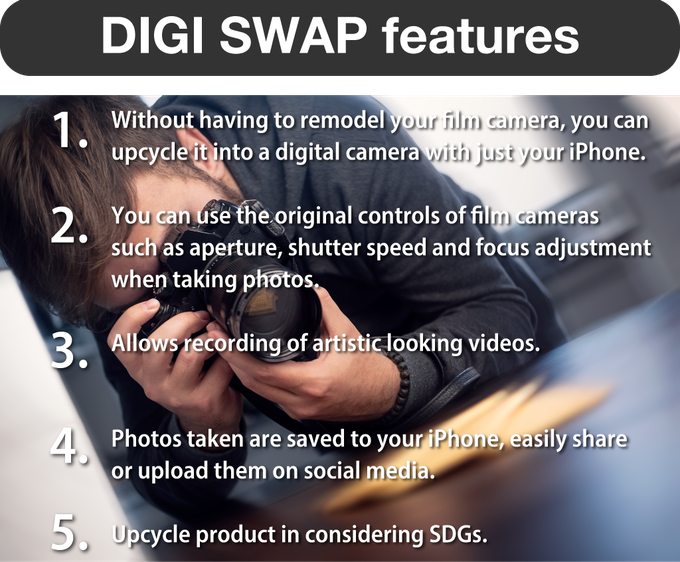 DIGI SWAP features
1. Without having to remodel your film camera, you can
upcycle it into a digital camera with just your iPhone.
2. You can use the original controls of film cameras
such as aperture, shutter speed and focus adjustment
when taking photos.
3. Allows recording of artistic looking videos.
4. Photos taken are saved to your iPhone, easily share
or upload them on social media.
5. Upcycle product in considering SDGs.